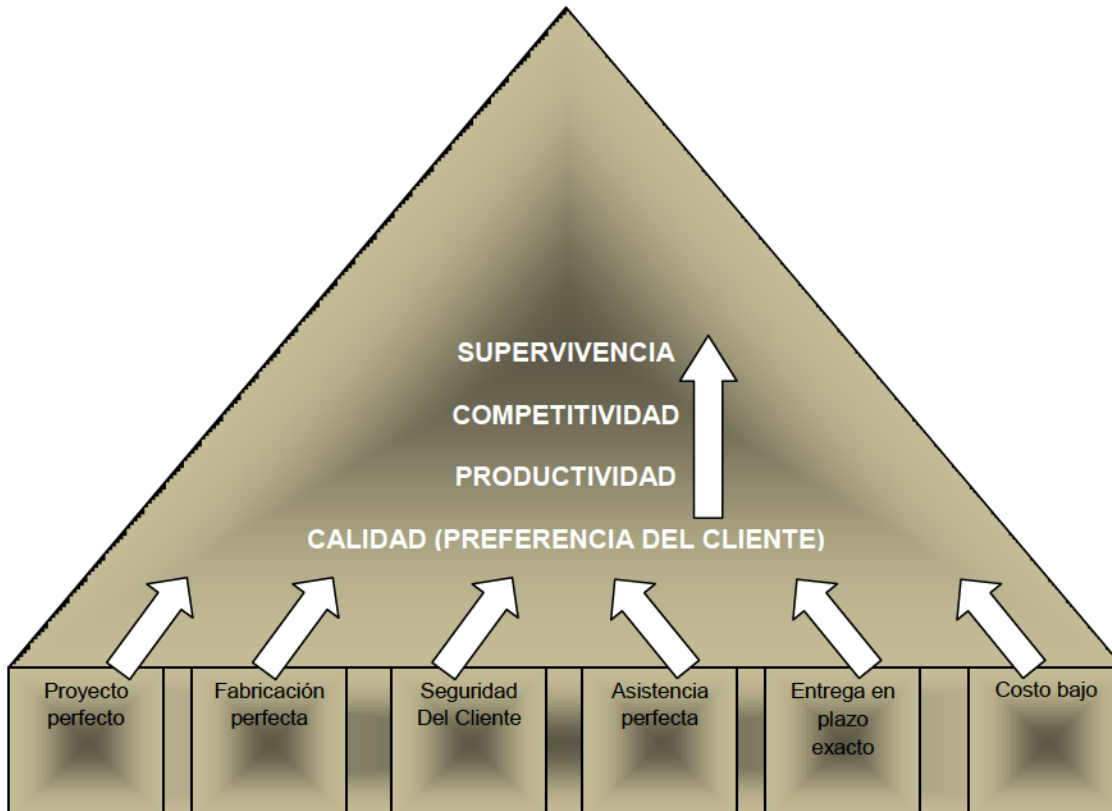 SUPERVIVENCIA
COMPETITIVIDAD
PRODUCTIVIDAD
CALIDAD (PREFERENCIA DEL CLIENTE)
Proyecto
perfecto
Fabricación
perfecta
Seguridad
Del Cliente
Asistencia
perfecta
Entrega en
plazo
exacto
Costo bajo